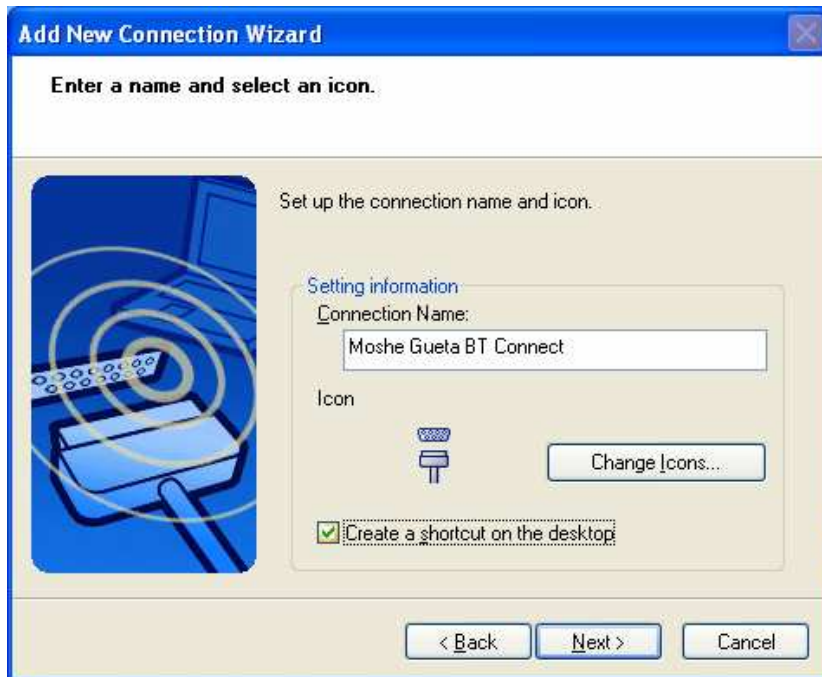 Add New Connection Wizard
Enter a name and select an icon.
Set up the connection name and icon.
Setting information
Connection Name:
Moshe Gueta BT Connect
Icon
Change Icons...
Create a shortcut on the desktop
< Back
Next >
Cancel